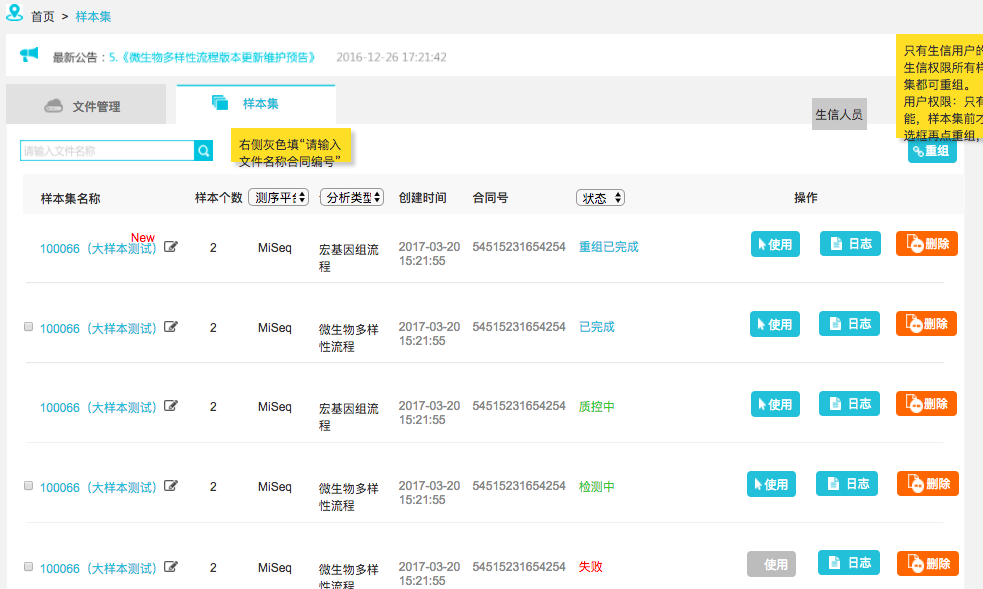 首页 > 样本集
最新公告：5.《微生物多样性流程版本更新维护预告》 2016-12-26 17:21:42
只有生信用户的
生信权限所有样
集都可重组。
用户权限：只有
能，样本集前才
选框再点重组，
文件管理
样本集
生信人员
请输入文件名称
右侧灰色填“请输入
文件名称合同编号”
重组
样本集名称 样本个数 测序平台 分析类型 创建时间 合同号 状态 操作
New
100066（大样本测试） 2 MiSeq 宏基因组流 2017-03-20 54515231654254 重组已完成 使用 日志 删除
程 15:21:55
100066（大样本测试） 2 MiSeq 微生物多样 2017-03-20 54515231654254 已完成 使用 日志 删除
性流程 15:21:55
100066（大样本测试） 2 MiSeq 宏基因组流 2017-03-20 54515231654254 质控中 使用 日志 删除
程 15:21:55
100066（大样本测试） 2 MiSeq 微生物多样 2017-03-20 54515231654254 检测中 使用 日志 删除
性流程 15:21:55
100066（大样本测试） 2 MiSeq 微生物多样 2017-03-20 54515231654254 失败 使用 日志 删除
性流程 15:21:55